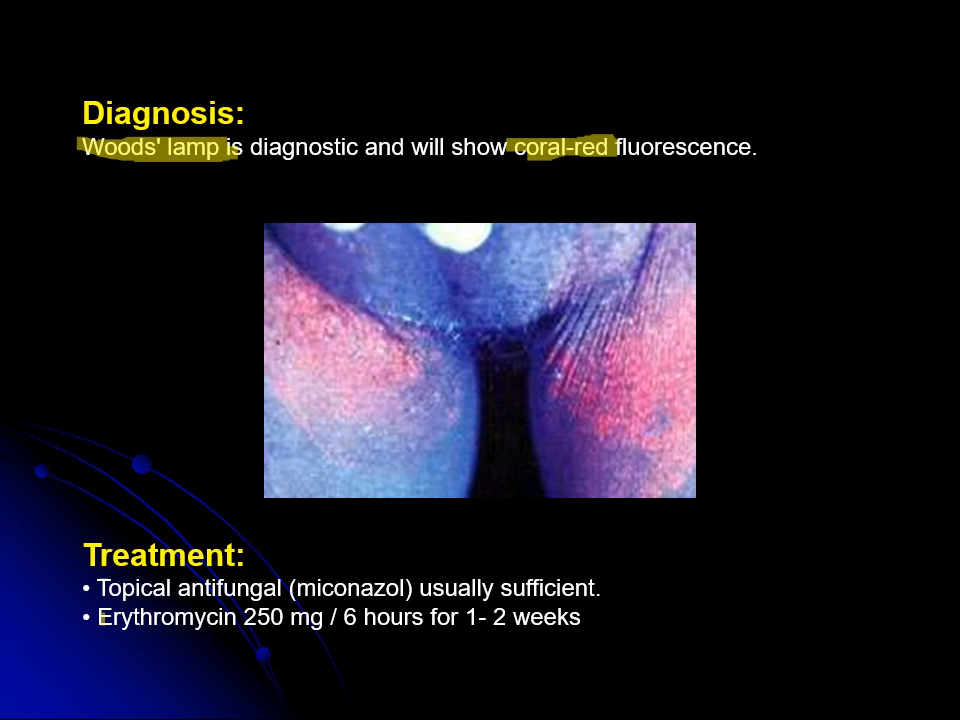 Diagnosis:
Woods' lamp is diagnostic and will show coral-red fluorescence.
Treatment:
• Topical antifungal (miconazol) usually sufficient.
• Erythromycin 250 mg / 6 hours for 1- 2 weeks